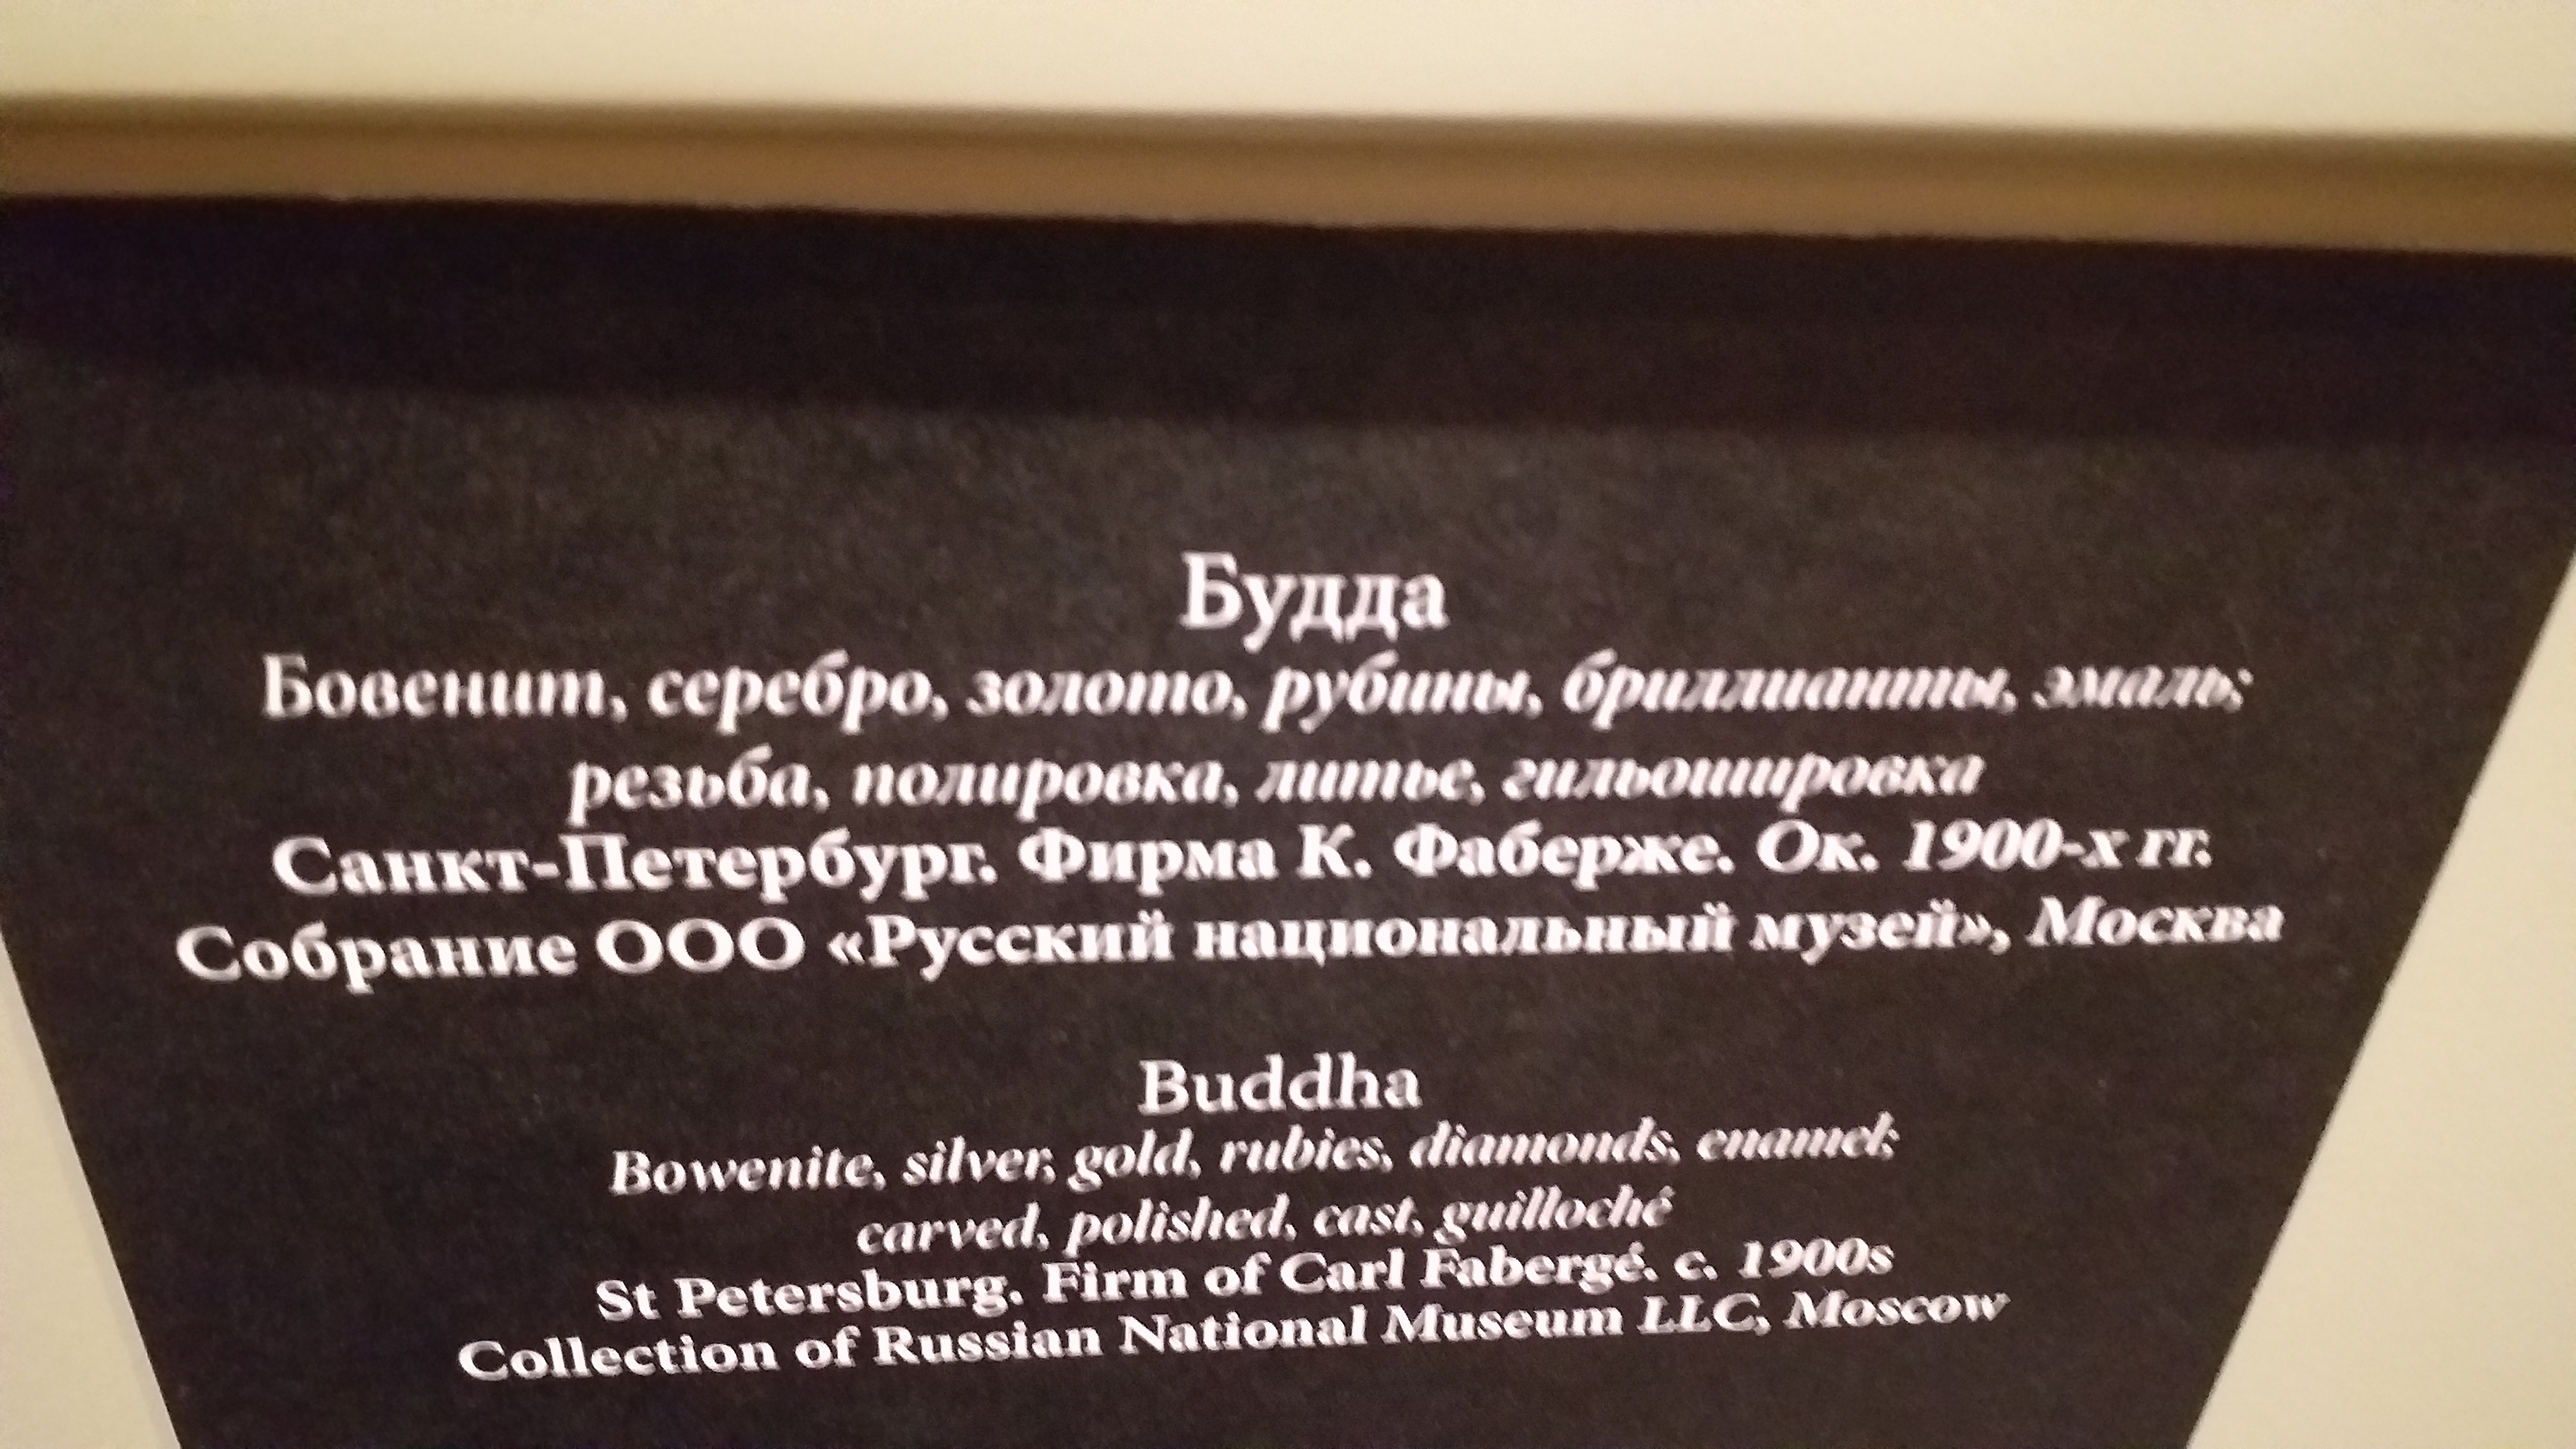 Будда
Бовенит, серебро, золото, рубины, бриллианты, эмаль;
резьба, полировка, литье, гильошировка
Санкт-Петербург. Фирма К. Фаберже. Ок. 1900-х гг.
Собрание ООО «Русский национальный музей», Москва
Buddha
Bowenite, silver, gold, rubies, diamonds, enamel;
carved, polished, cast, guilloché
St Petersburg. Firm of Carl Fabergé. c. 1900s
Collection of Russian National Museum LLC, Moscow